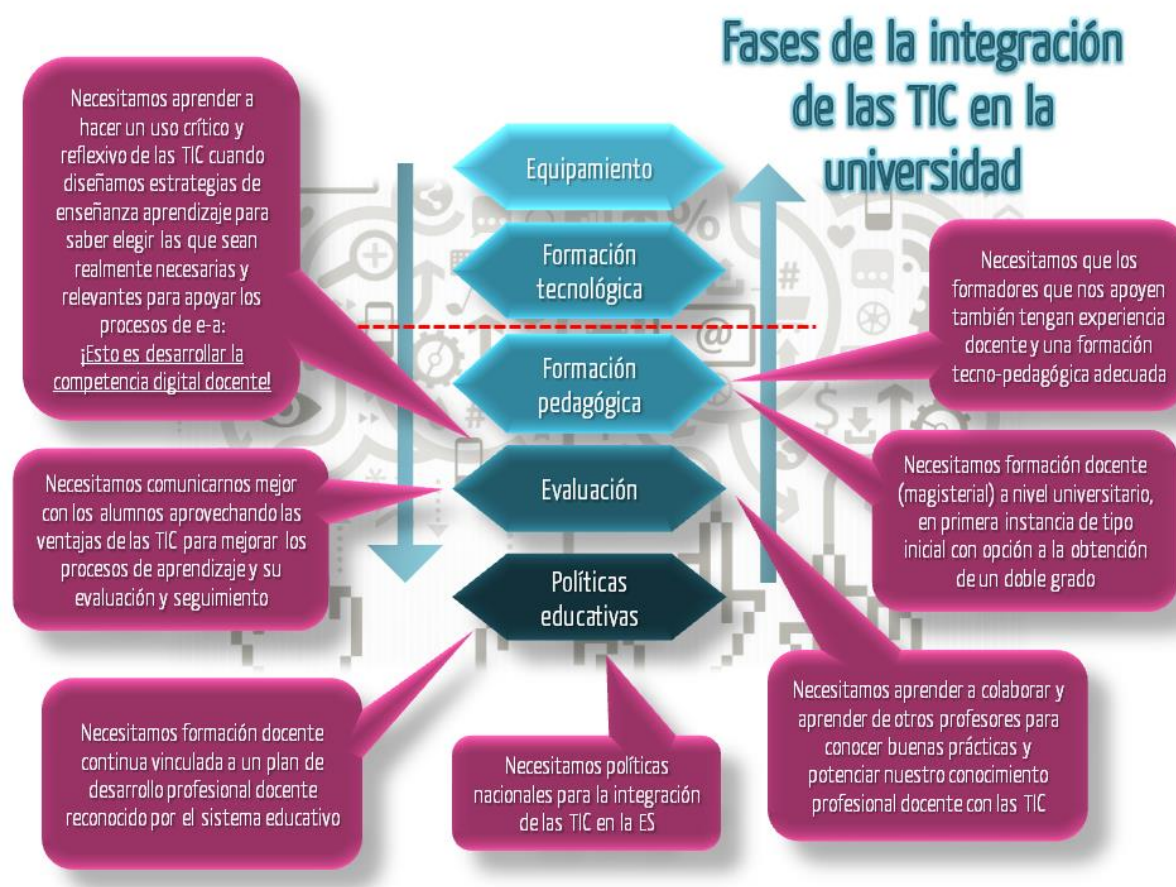 Fases de la integración
de las TIC en la
universidad
Necesitamos aprender a
hacer un uso crítico y
reflexivo de las TIC cuando
diseñamos estrategias de
enseñanza aprendizaje para
saber elegir las que sean
realmente necesarias y
relevantes para apoyar los
procesos de e-a:
¡Esto es desarrollar la
competencia digital docente!
Equipamiento
Formación
tecnológica
Formación
pedagógica
Evaluación
Políticas
educativas
Necesitamos que los
formadores que nos apoyen
también tengan experiencia
docente y una formación
tecno-pedagógica adecuada
Necesitamos comunicarnos mejor
con los alumnos aprovechando las
ventajas de las TIC para mejorar los
procesos de aprendizaje y su
evaluación y seguimiento
Necesitamos formación docente
(magisterial) a nivel universitario,
en primera instancia de tipo
inicial con opción a la obtención
de un doble grado
Necesitamos formación docente
continua vinculada a un plan de
desarrollo profesional docente
reconocido por el sistema educativo
Necesitamos políticas
nacionales para la integración
de las TIC en la ES
Necesitamos aprender a colaborar y
aprender de otros profesores para
conocer buenas prácticas y
potenciar nuestro conocimiento
profesional docente con las TIC